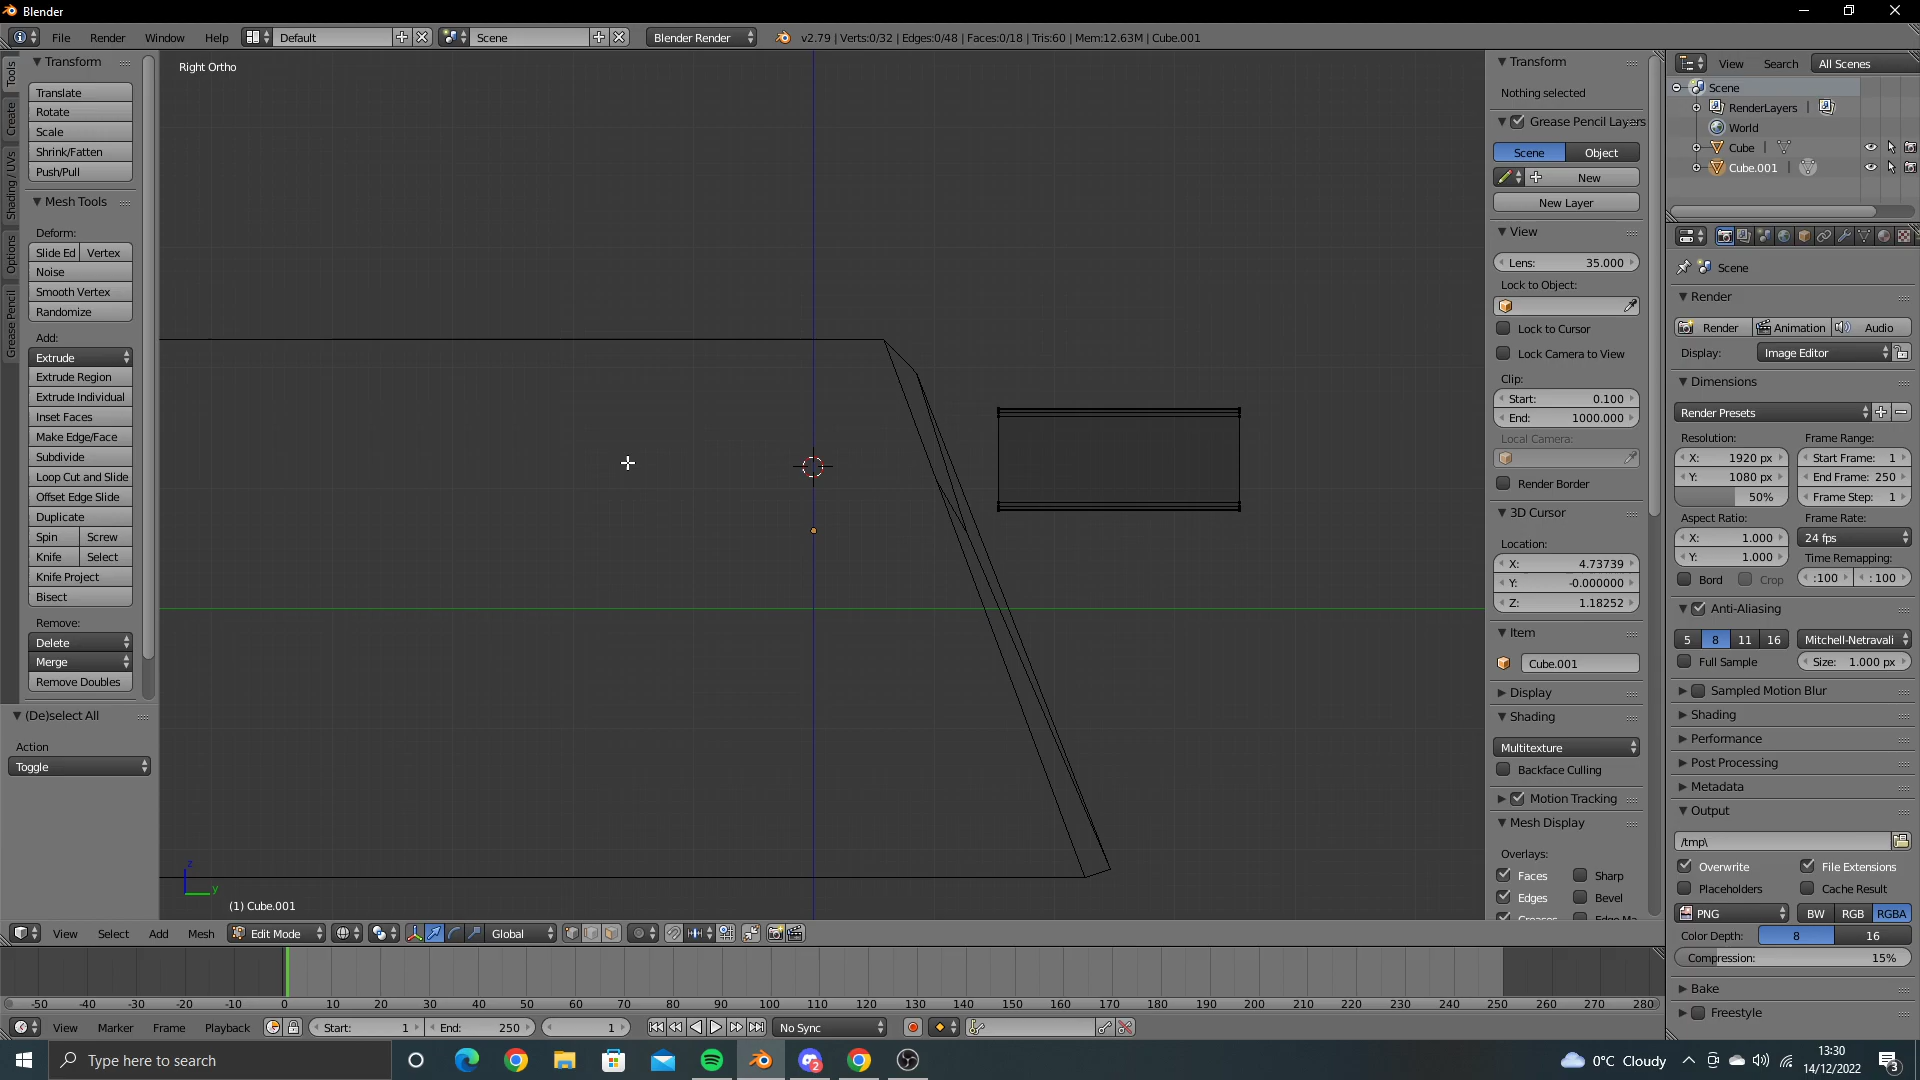 Blender
File Render Window Help Default Scene Blender Render v2.79 | Verts:0/32 | Edges:0/48 | Faces:0/18 | Tris:60 | Mem:12.63M | Cube.001
Tools
Create
Shading / UVs
Options
Grease Pencil
Transform
Translate
Rotate
Scale
Shrink/Fatten
Push/Pull
Mesh Tools
Deform:
Slide Ed Vertex
Noise
Smooth Vertex
Randomize
Add:
Extrude
Extrude Region
Extrude Individual
Inset Faces
Make Edge/Face
Subdivide
Loop Cut and Slide
Offset Edge Slide
Duplicate
Spin Screw
Knife Select
Knife Project
Bisect
Remove:
Delete
Merge
Remove Doubles
(De)select All
Action
Toggle
Right Ortho
z
y
(1) Cube.001
Transform
Nothing selected
Grease Pencil Layers
Scene Object
New
New Layer
View
Lens: 35.000
Lock to Object:
Lock to Cursor
Lock Camera to View
Clip:
Start: 0.100
End: 1000.000
Local Camera:
Render Border
3D Cursor
Location:
X: 4.73739
Y: -0.000000
Z: 1.18252
Item
Cube.001
Display
Shading
Multitexture
Backface Culling
Motion Tracking
Mesh Display
Overlays:
Faces Sharp
Edges Bevel
View Search All Scenes
Scene
RenderLayers
World
Cube
Cube.001
Scene
Render
Render Animation Audio
Display: Image Editor
Dimensions
Render Presets
Resolution: Frame Range:
X: 1920 px Start Frame: 1
Y: 1080 px End Frame: 250
50% Frame Step: 1
Aspect Ratio: Frame Rate:
X: 1.000 24 fps
Y: 1.000 Time Remapping:
Bord Crop :100 : 100
Anti-Aliasing
5 8 11 16 Mitchell-Netravali
Full Sample Size: 1.000 px
Sampled Motion Blur
Shading
Performance
Post Processing
Metadata
Output
/tmp\
Overwrite File Extensions
Placeholders Cache Result
PNG BW RGB RGBA
Color Depth: 8 16
Compression: 15%
Bake
Freestyle
View Select Add Mesh Edit Mode Global
-50 -40 -30 -20 -10 0 10 20 30 40 50 60 70 80 90 100 110 120 130 140 150 160 170 180 190 200 210 220 230 240 250 260 270 280
View Marker Frame Playback Start: 1 End: 250 1 No Sync
Type here to search
2
0°C Cloudy
13:30
14/12/2022
3